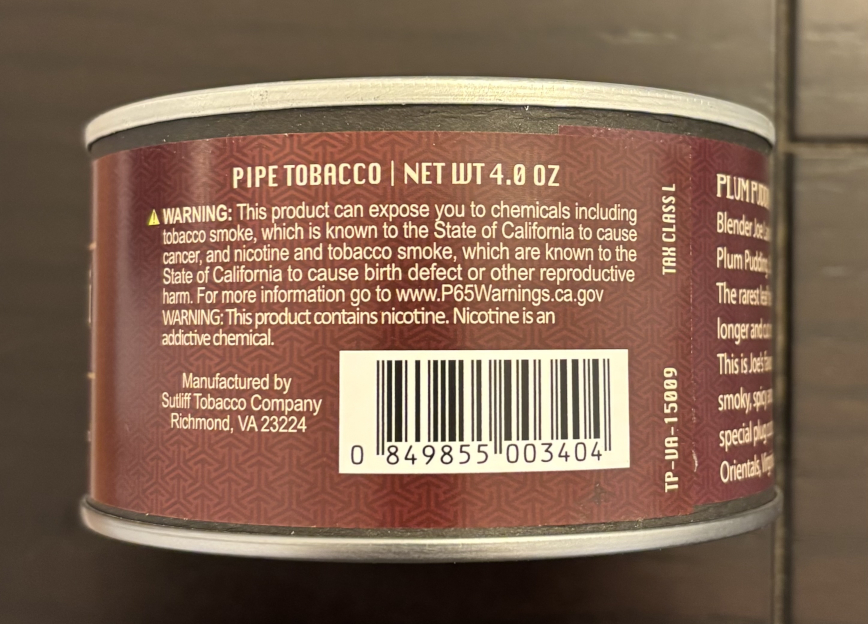 PIPE TOBACCO | NET WT 4.0 OZ
⚠ WARNING: This product can expose you to chemicals including
tobacco smoke, which is known to the State of California to cause
cancer, and nicotine and tobacco smoke, which are known to the
State of California to cause birth defect or other reproductive
harm. For more information go to www.P65Warnings.ca.gov
WARNING: This product contains nicotine. Nicotine is an
addictive chemical.
Manufactured by
Sutliff Tobacco Company
Richmond, VA 23224
0 849855 003404
TAX CLASS L
TP-VA-15009
PLUM
Blender Joe
Plum Pudding
The rarest
longer and
This is Joe's
smoky, spicy
special plug
Orientals,